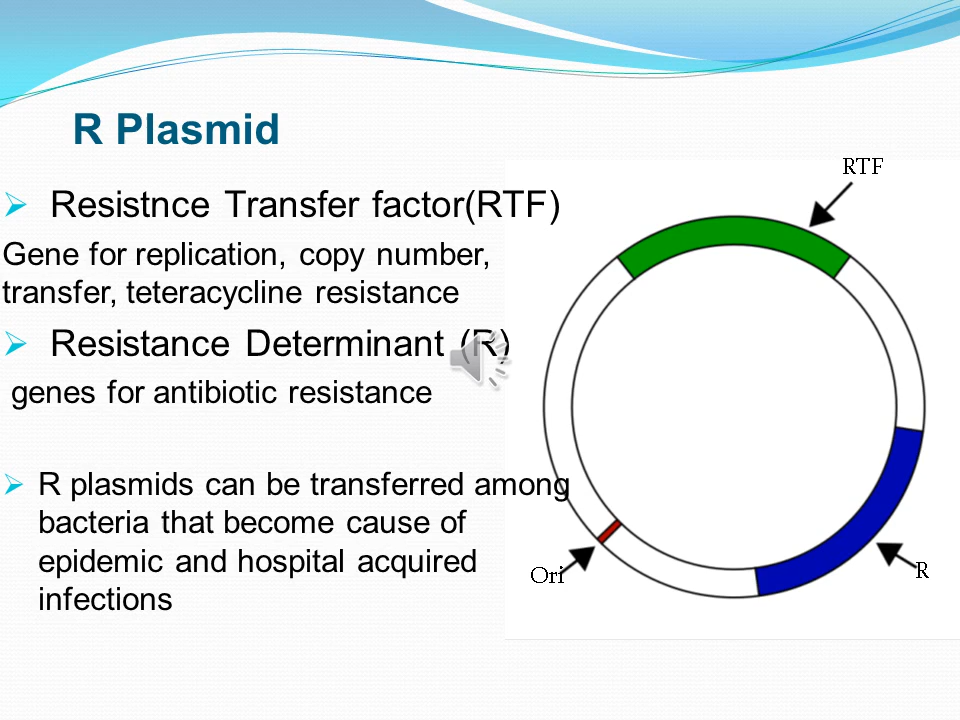 R Plasmid
RTF
Resistnce Transfer factor(RTF)
Gene for replication, copy number,
transfer, teteracycline resistance
Resistance Determinant (R)
genes for antibiotic resistance
R plasmids can be transferred among
bacteria that become cause of
epidemic and hospital acquired
infections
Ori
R